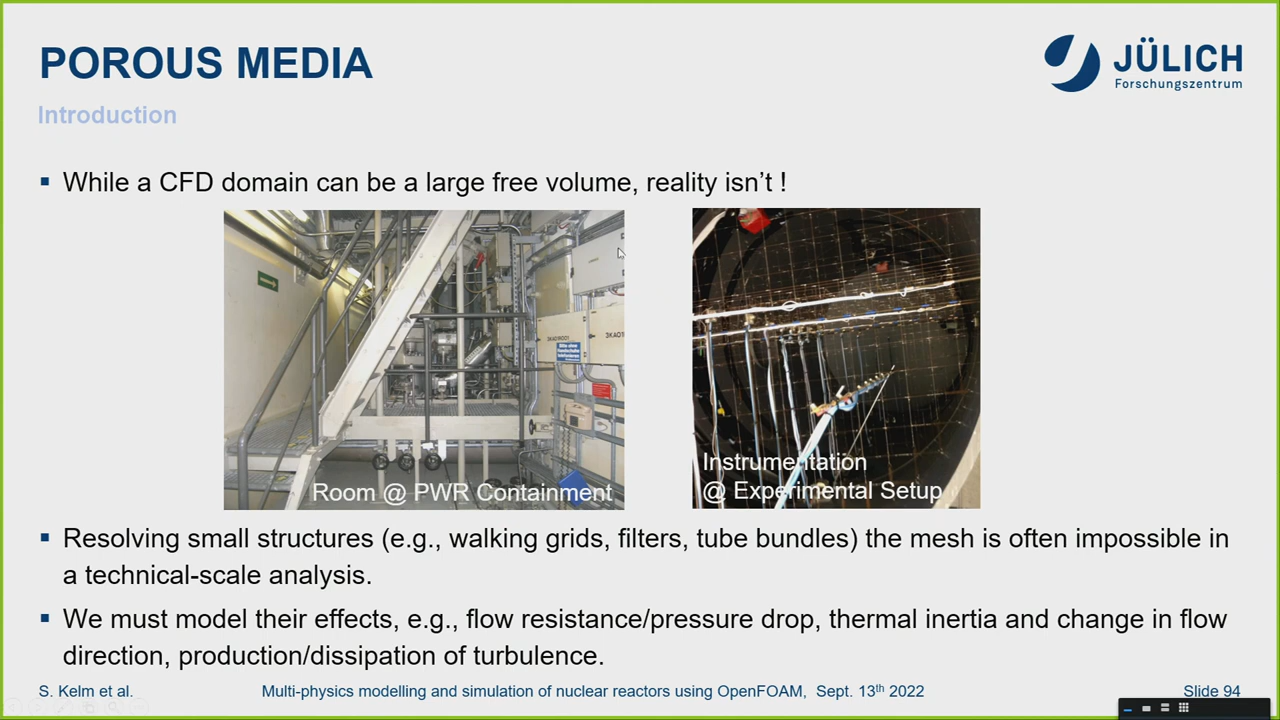 POROUS MEDIA
JÜLICH
Forschungszentrum
Introduction
While a CFD domain can be a large free volume, reality isn’t !
Room @ PWR Containment
Instrumentation
@ Experimental Setup
Resolving small structures (e.g., walking grids, filters, tube bundles) the mesh is often impossible in
a technical-scale analysis.
We must model their effects, e.g., flow resistance/pressure drop, thermal inertia and change in flow
direction, production/dissipation of turbulence.
S. Kelm et al.
Multi-physics modelling and simulation of nuclear reactors using OpenFOAM, Sept. 13th 2022
Slide 94